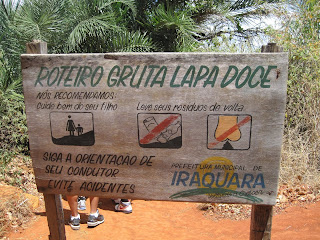 ROTEIRO GRUTA LAPA DOCE
NÓS RECOMENDAMOS:
Cuide bem do seu filho
Leve seus residuos de volta
SIGA A ORIENTAÇÃO DE
SEU CONDUTOR
EVITE ACIDENTES
PREFEITURA MUNICIPAL DE
IRAQUARA